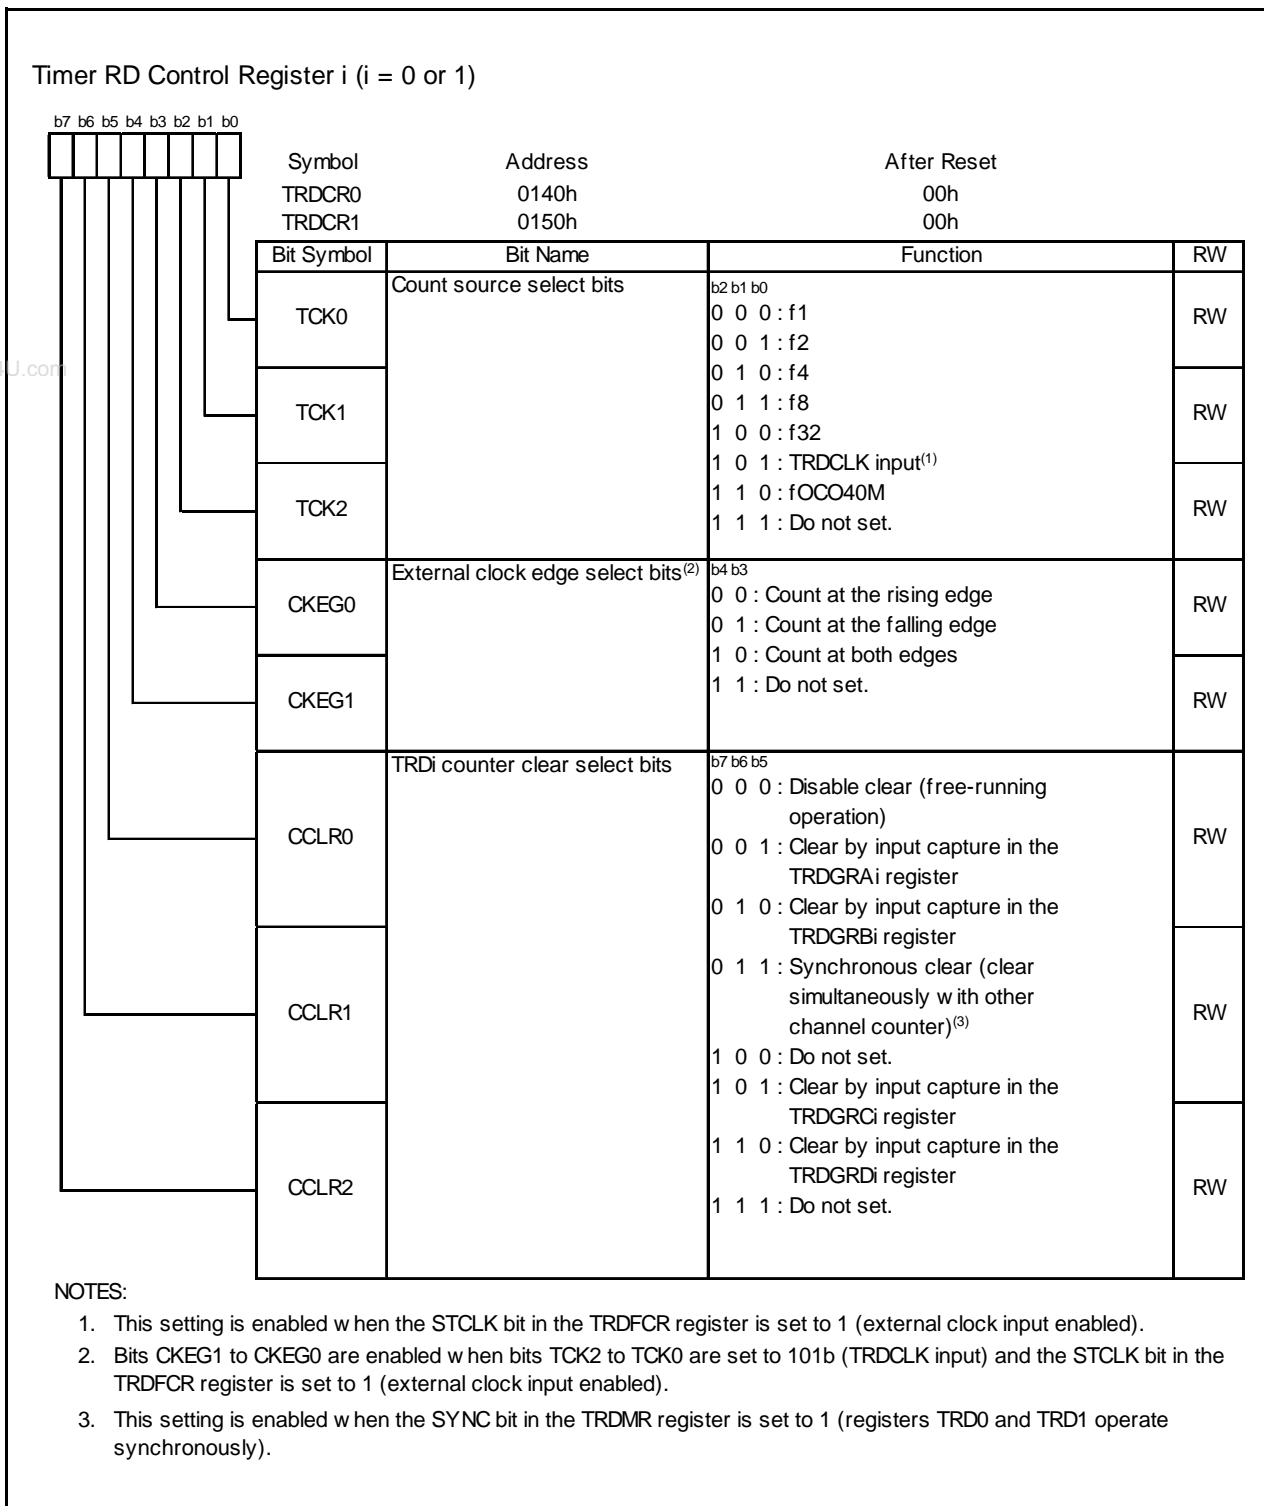 Timer RD Control Register i (i = 0 or 1)
b7 b6 b5 b4 b3 b2 b1 b0
Symbol Address After Reset
TRDCR0 0140h 00h
TRDCR1 0150h 00h
Bit Symbol Bit Name Function RW
TCK0 Count source select bits b2 b1 b0 RW
0 0 0 : f1
0 0 1 : f2
4U.com
TCK1 0 1 0 : f4 RW
0 1 1 : f8
1 0 0 : f32
TCK2 1 0 1 : TRDCLK input(1) RW
1 1 0 : fOCO40M
1 1 1 : Do not set.
CKEG0 External clock edge select bits(2) b4 b3 RW
0 0 : Count at the rising edge
0 1 : Count at the falling edge
1 0 : Count at both edges
CKEG1 1 1 : Do not set. RW
CCLR0 TRDi counter clear select bits b7 b6 b5 RW
0 0 0 : Disable clear (free-running
operation)
0 0 1 : Clear by input capture in the
TRDGRAi register
0 1 0 : Clear by input capture in the
TRDGRBi register
CCLR1 0 1 1 : Synchronous clear (clear RW
simultaneously with other
channel counter)(3)
1 0 0 : Do not set.
1 0 1 : Clear by input capture in the
TRDGRCi register
CCLR2 1 1 0 : Clear by input capture in the RW
TRDGRDi register
1 1 1 : Do not set.
NOTES:
1. This setting is enabled when the STCLK bit in the TRDFCR register is set to 1 (external clock input enabled).
2. Bits CKEG1 to CKEG0 are enabled when bits TCK2 to TCK0 are set to 101b (TRDCLK input) and the STCLK bit in the
TRDFCR register is set to 1 (external clock input enabled).
3. This setting is enabled when the SYNC bit in the TRDMR register is set to 1 (registers TRD0 and TRD1 operate
synchronously).